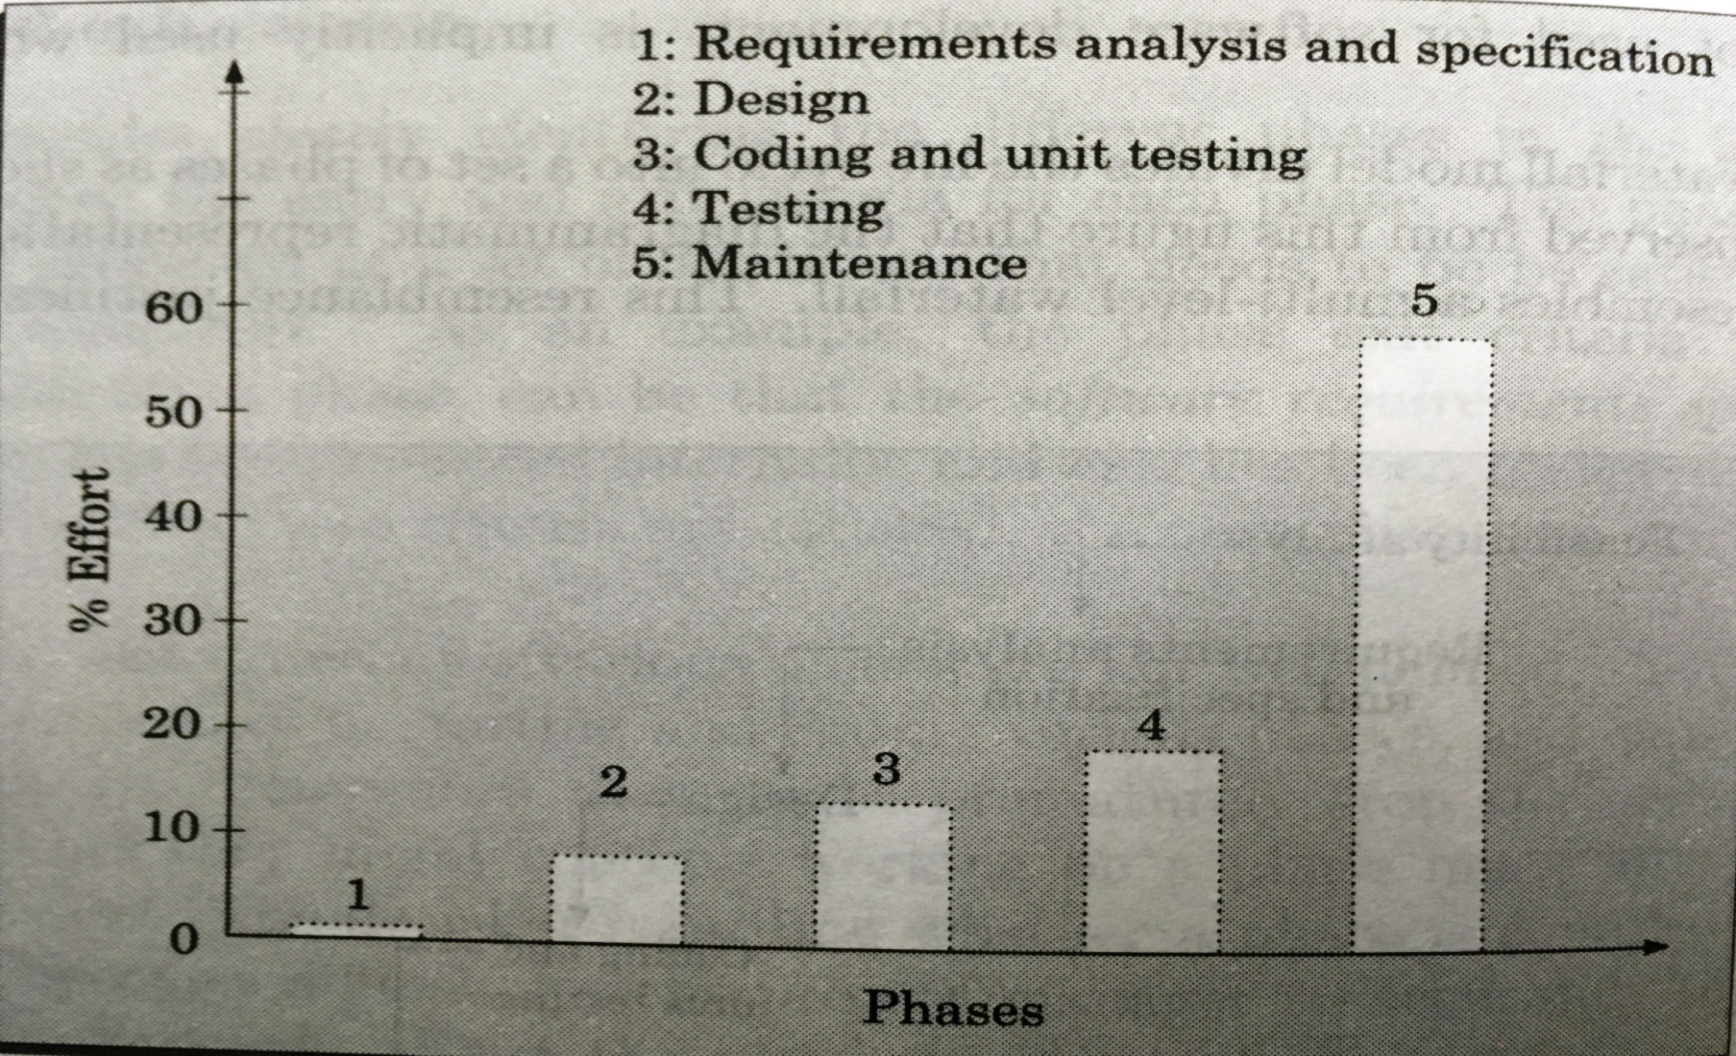 1: Requirements analysis and specification
2: Design
3: Coding and unit testing
4: Testing
5: Maintenance
60
50
40
30
20
10
0
% Effort
1
2
3
4
5
Phases